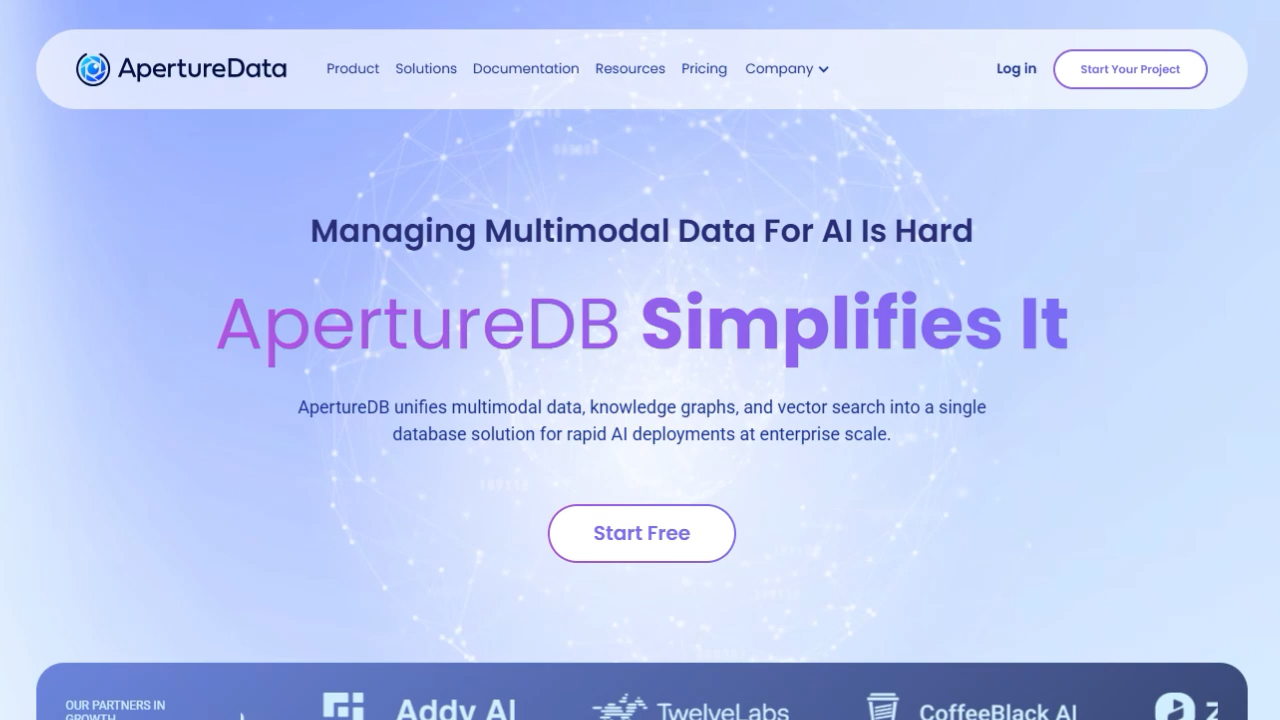 ApertureData
Product Solutions Documentation Resources Pricing Company
Log in
Start Your Project
Managing Multimodal Data For AI Is Hard
ApertureDB Simplifies It
ApertureDB unifies multimodal data, knowledge graphs, and vector search into a single
database solution for rapid AI deployments at enterprise scale.
Start Free
OUR PARTNERS IN
GROWTH
Addy AI
TwelveLabs
CoffeeBlack AI